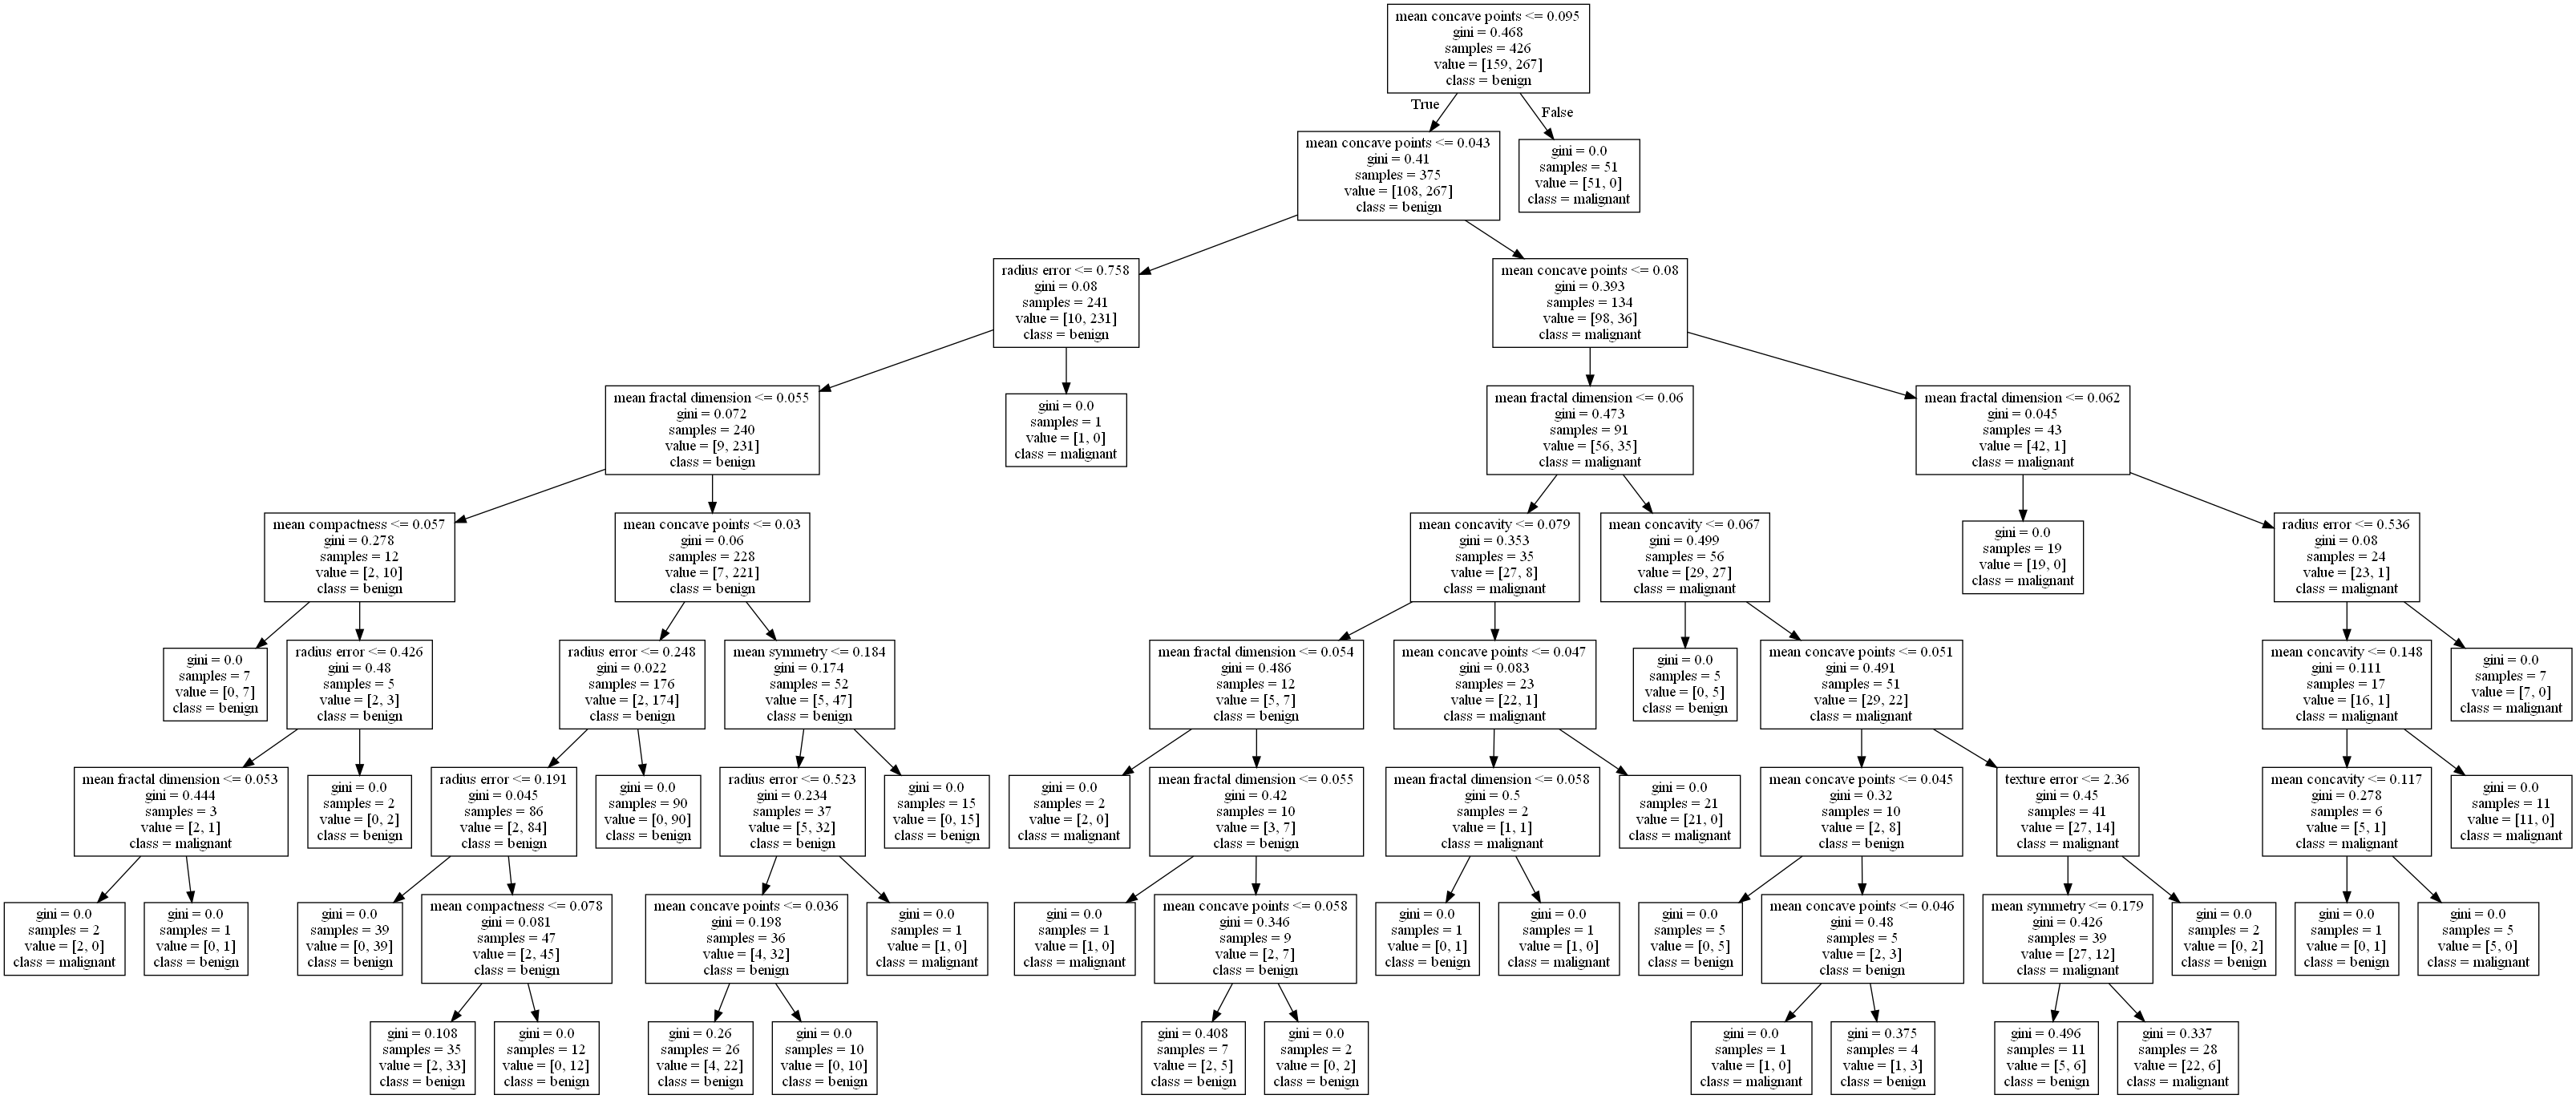 mean concave points <= 0.095
gini = 0.468
samples = 426
value = [159, 267]
class = benign
True
False
mean concave points <= 0.043
gini = 0.41
samples = 375
value = [108, 267]
class = benign
gini = 0.0
samples = 51
value = [51, 0]
class = malignant
radius error <= 0.758
gini = 0.08
samples = 241
value = [10, 231]
class = benign
mean concave points <= 0.08
gini = 0.393
samples = 134
value = [98, 36]
class = malignant
mean fractal dimension <= 0.055
gini = 0.072
samples = 240
value = [9, 231]
class = benign
gini = 0.0
samples = 1
value = [1, 0]
class = malignant
mean fractal dimension <= 0.06
gini = 0.473
samples = 91
value = [56, 35]
class = malignant
mean fractal dimension <= 0.062
gini = 0.045
samples = 43
value = [42, 1]
class = malignant
mean compactness <= 0.057
gini = 0.278
samples = 12
value = [2, 10]
class = benign
mean concave points <= 0.03
gini = 0.06
samples = 228
value = [7, 221]
class = benign
mean concavity <= 0.079
gini = 0.353
samples = 35
value = [27, 8]
class = malignant
mean concavity <= 0.067
gini = 0.499
samples = 56
value = [29, 27]
class = malignant
gini = 0.0
samples = 19
value = [19, 0]
class = malignant
radius error <= 0.536
gini = 0.08
samples = 24
value = [23, 1]
class = malignant
gini = 0.0
samples = 7
value = [0, 7]
class = benign
radius error <= 0.426
gini = 0.48
samples = 5
value = [2, 3]
class = benign
radius error <= 0.248
gini = 0.022
samples = 176
value = [2, 174]
class = benign
mean symmetry <= 0.184
gini = 0.174
samples = 52
value = [5, 47]
class = benign
mean fractal dimension <= 0.054
gini = 0.486
samples = 12
value = [5, 7]
class = benign
mean concave points <= 0.047
gini = 0.083
samples = 23
value = [22, 1]
class = malignant
gini = 0.0
samples = 5
value = [0, 5]
class = benign
mean concave points <= 0.051
gini = 0.491
samples = 51
value = [29, 22]
class = malignant
mean concavity <= 0.148
gini = 0.111
samples = 17
value = [16, 1]
class = malignant
gini = 0.0
samples = 7
value = [7, 0]
class = malignant
mean fractal dimension <= 0.053
gini = 0.444
samples = 3
value = [2, 1]
class = malignant
gini = 0.0
samples = 2
value = [0, 2]
class = benign
radius error <= 0.191
gini = 0.045
samples = 86
value = [2, 84]
class = benign
gini = 0.0
samples = 90
value = [0, 90]
class = benign
radius error <= 0.523
gini = 0.234
samples = 37
value = [5, 32]
class = benign
gini = 0.0
samples = 15
value = [0, 15]
class = benign
gini = 0.0
samples = 2
value = [2, 0]
class = malignant
mean fractal dimension <= 0.055
gini = 0.42
samples = 10
value = [3, 7]
class = benign
mean fractal dimension <= 0.058
gini = 0.5
samples = 2
value = [1, 1]
class = malignant
gini = 0.0
samples = 21
value = [21, 0]
class = malignant
mean concave points <= 0.045
gini = 0.32
samples = 10
value = [2, 8]
class = benign
texture error <= 2.36
gini = 0.45
samples = 41
value = [27, 14]
class = malignant
mean concavity <= 0.117
gini = 0.278
samples = 6
value = [5, 1]
class = malignant
gini = 0.0
samples = 11
value = [11, 0]
class = malignant
gini = 0.0
samples = 2
value = [2, 0]
class = malignant
gini = 0.0
samples = 1
value = [0, 1]
class = benign
gini = 0.0
samples = 39
value = [0, 39]
class = benign
mean compactness <= 0.078
gini = 0.081
samples = 47
value = [2, 45]
class = benign
mean concave points <= 0.036
gini = 0.198
samples = 36
value = [4, 32]
class = benign
gini = 0.0
samples = 1
value = [1, 0]
class = malignant
gini = 0.0
samples = 1
value = [1, 0]
class = malignant
mean concave points <= 0.058
gini = 0.346
samples = 9
value = [2, 7]
class = benign
gini = 0.0
samples = 1
value = [0, 1]
class = benign
gini = 0.0
samples = 1
value = [1, 0]
class = malignant
gini = 0.0
samples = 5
value = [0, 5]
class = benign
mean concave points <= 0.046
gini = 0.48
samples = 5
value = [2, 3]
class = benign
mean symmetry <= 0.179
gini = 0.426
samples = 39
value = [27, 12]
class = malignant
gini = 0.0
samples = 2
value = [0, 2]
class = benign
gini = 0.0
samples = 1
value = [0, 1]
class = benign
gini = 0.0
samples = 5
value = [5, 0]
class = malignant
gini = 0.108
samples = 35
value = [2, 33]
class = benign
gini = 0.0
samples = 12
value = [0, 12]
class = benign
gini = 0.26
samples = 26
value = [4, 22]
class = benign
gini = 0.0
samples = 10
value = [0, 10]
class = benign
gini = 0.408
samples = 7
value = [2, 5]
class = benign
gini = 0.0
samples = 2
value = [0, 2]
class = benign
gini = 0.0
samples = 1
value = [1, 0]
class = malignant
gini = 0.375
samples = 4
value = [1, 3]
class = benign
gini = 0.496
samples = 11
value = [5, 6]
class = benign
gini = 0.337
samples = 28
value = [22, 6]
class = malignant